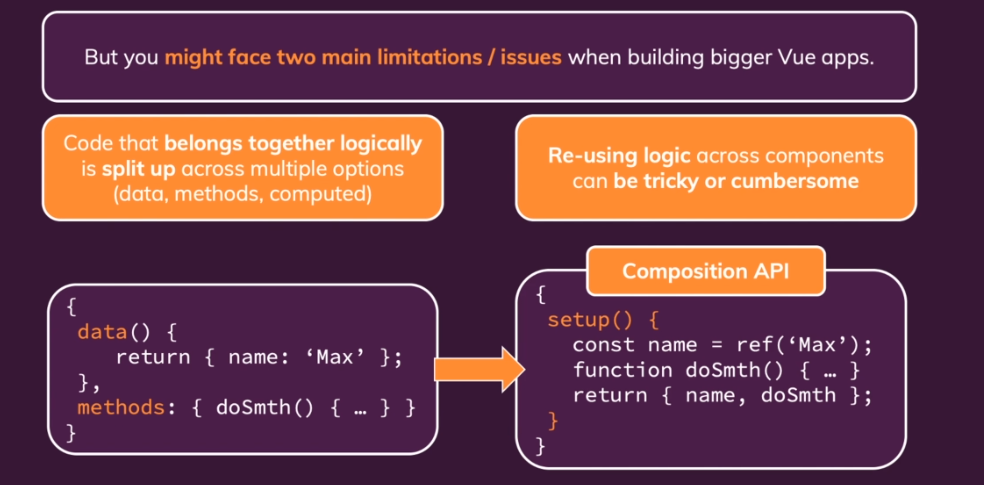 But you might face two main limitations / issues when building bigger Vue apps.
Code that belongs together logically
is split up across multiple options
(data, methods, computed)
Re-using logic across components
can be tricky or cumbersome
{
data() {
return { name: ‘Max’ };
},
methods: { doSmth() { … } }
}
Composition API
{
setup() {
const name = ref(‘Max’);
function doSmth() { … }
return { name, doSmth };
}
}